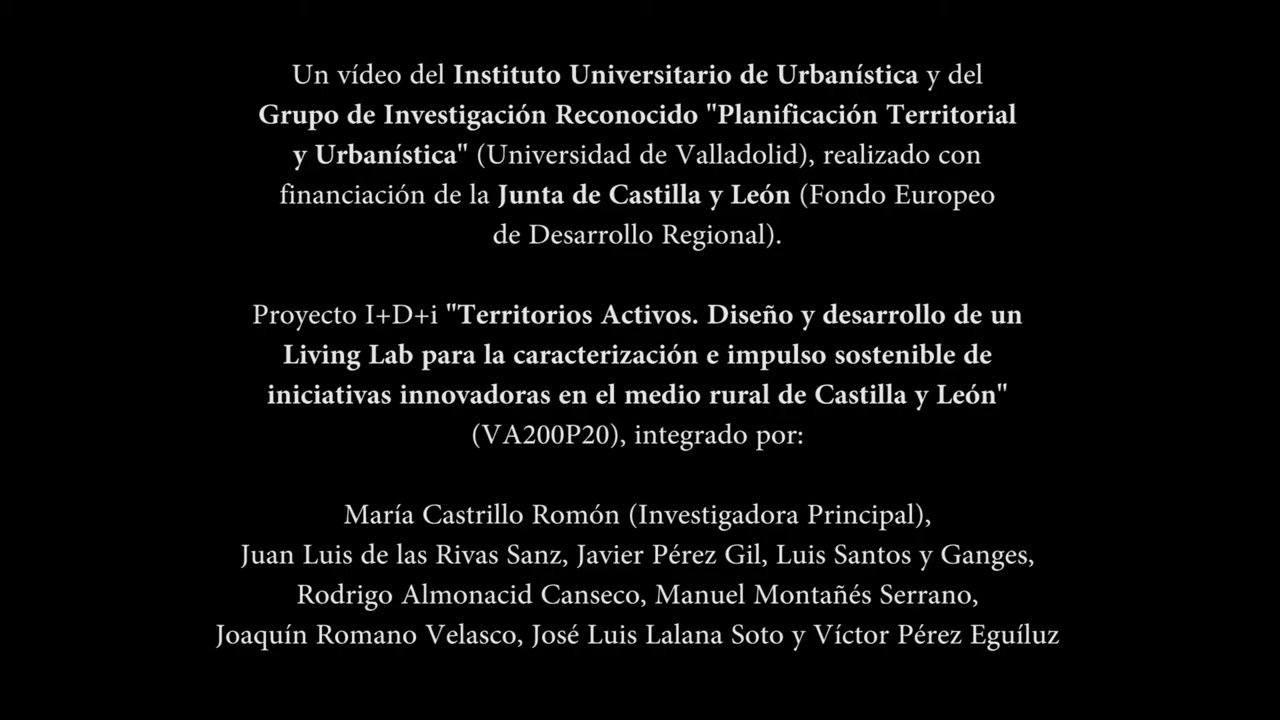 Un vídeo del Instituto Universitario de Urbanística y del
Grupo de Investigación Reconocido "Planificación Territorial
y Urbanística" (Universidad de Valladolid), realizado con
financiación de la Junta de Castilla y León (Fondo Europeo
de Desarrollo Regional).
Proyecto I+D+i "Territorios Activos. Diseño y desarrollo de un
Living Lab para la caracterización e impulso sostenible de
iniciativas innovadoras en el medio rural de Castilla y León"
(VA200P20), integrado por:
María Castrillo Romón (Investigadora Principal),
Juan Luis de las Rivas Sanz, Javier Pérez Gil, Luis Santos y Ganges,
Rodrigo Almonacid Canseco, Manuel Montañés Serrano,
Joaquín Romano Velasco, José Luis Lalana Soto y Víctor Pérez Eguíluz